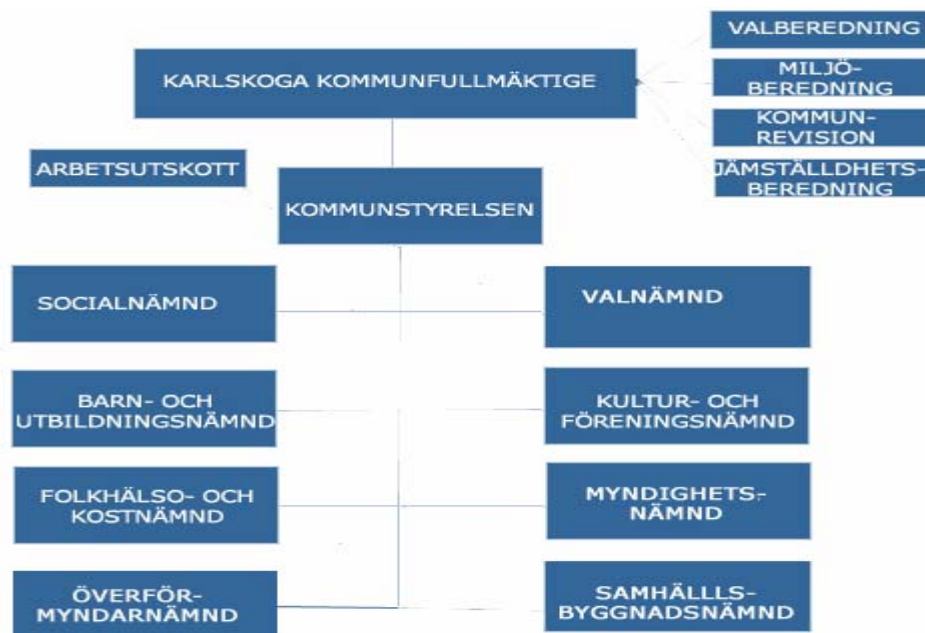 VALBEREDNING
KARLSKOGA KOMMUNFULLMÄKTIGE
MILJÖ-
BEREDNING
KOMMUN-
REVISION
JÄMSTÄLLDHETS-
BEREDNING
ARBETSUTSKOTT
KOMMUNSTYRELSEN
SOCIALNÄMND
VALNÄMND
BARN- OCH
UTBILDNINGSNÄMND
KULTUR- OCH
FÖRENINGSNÄMND
FOLKHÄLSO- OCH
KOSTNÄMND
MYNDIGHETS-
NÄMND
ÖVERFÖR-
MYNDARNÄMND
SAMHÄLLLS-
BYGGNADSNÄMND